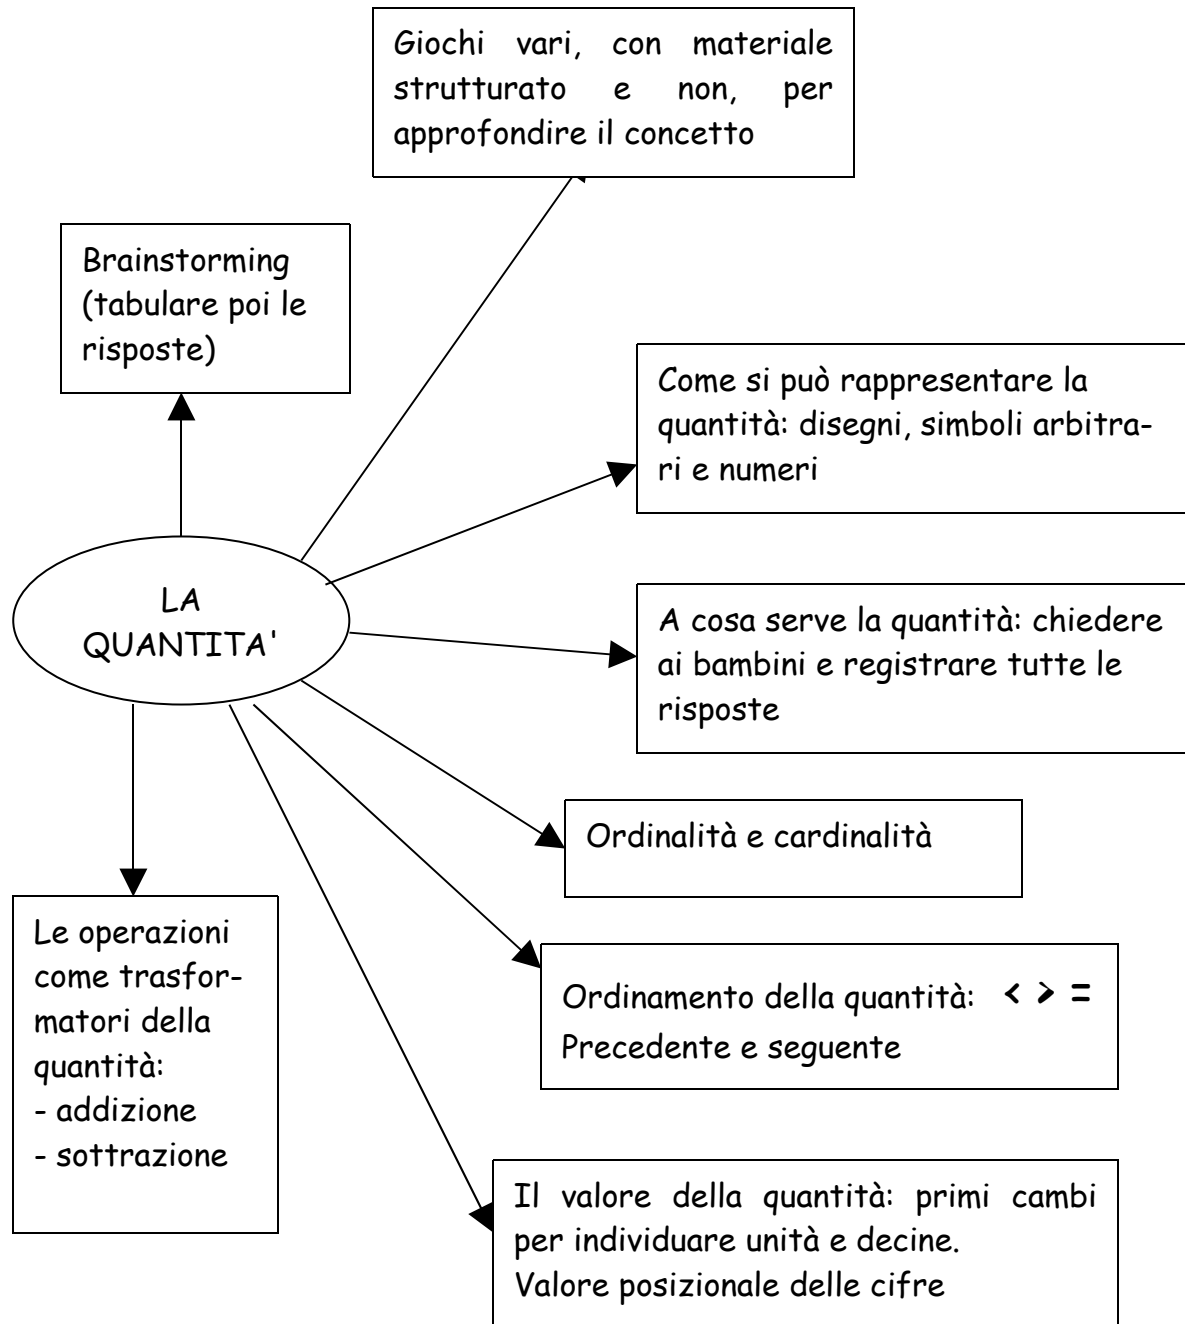 Giochi vari, con materiale
strutturato e non, per
approfondire il concetto
Brainstorming
(tabulare poi le
risposte)
Come si può rappresentare la
quantità: disegni, simboli arbitra-
ri e numeri
LA
QUANTITA'
A cosa serve la quantità: chiedere
ai bambini e registrare tutte le
risposte
Ordinalità e cardinalità
Le operazioni
come trasfor-
matori della
quantità:
- addizione
- sottrazione
Ordinamento della quantità: < > =
Precedente e seguente
Il valore della quantità: primi cambi
per individuare unità e decine.
Valore posizionale delle cifre